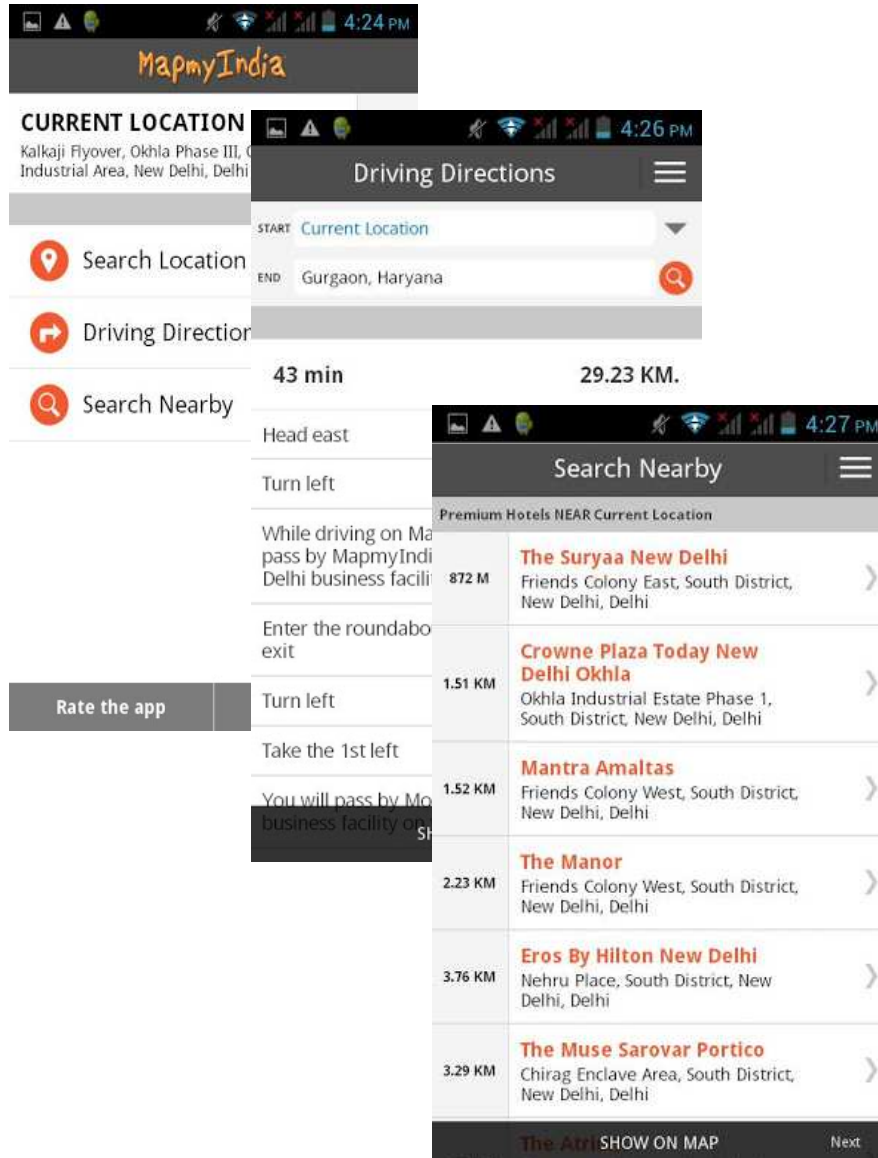 4:24 PM
MapmyIndia
CURRENT LOCATION
Kalkaji Flyover, Okhla Phase III,
Industrial Area, New Delhi, Delhi
Search Location
Driving Direction
Search Nearby
Rate the app
4:26 PM
Driving Directions
START Current Location
END Gurgaon, Haryana
43 min 29.23 KM.
Head east
Turn left
While driving on Ma
pass by MapmyIndi
Delhi business facili
Enter the roundabo
exit
Turn left
Take the 1st left
You will pass by Mo
business facility on
SH
4:27 PM
Search Nearby
Premium Hotels NEAR Current Location
872 M
The Suryaa New Delhi
Friends Colony East, South District,
New Delhi, Delhi
1.51 KM
Crowne Plaza Today New
Delhi Okhla
Okhla Industrial Estate Phase 1,
South District, New Delhi, Delhi
1.52 KM
Mantra Amaltas
Friends Colony West, South District,
New Delhi, Delhi
2.23 KM
The Manor
Friends Colony West, South District,
New Delhi, Delhi
3.76 KM
Eros By Hilton New Delhi
Nehru Place, South District, New
Delhi, Delhi
3.29 KM
The Muse Sarovar Portico
Chirag Enclave Area, South District,
New Delhi, Delhi
The Atri
SHOW ON MAP
Next